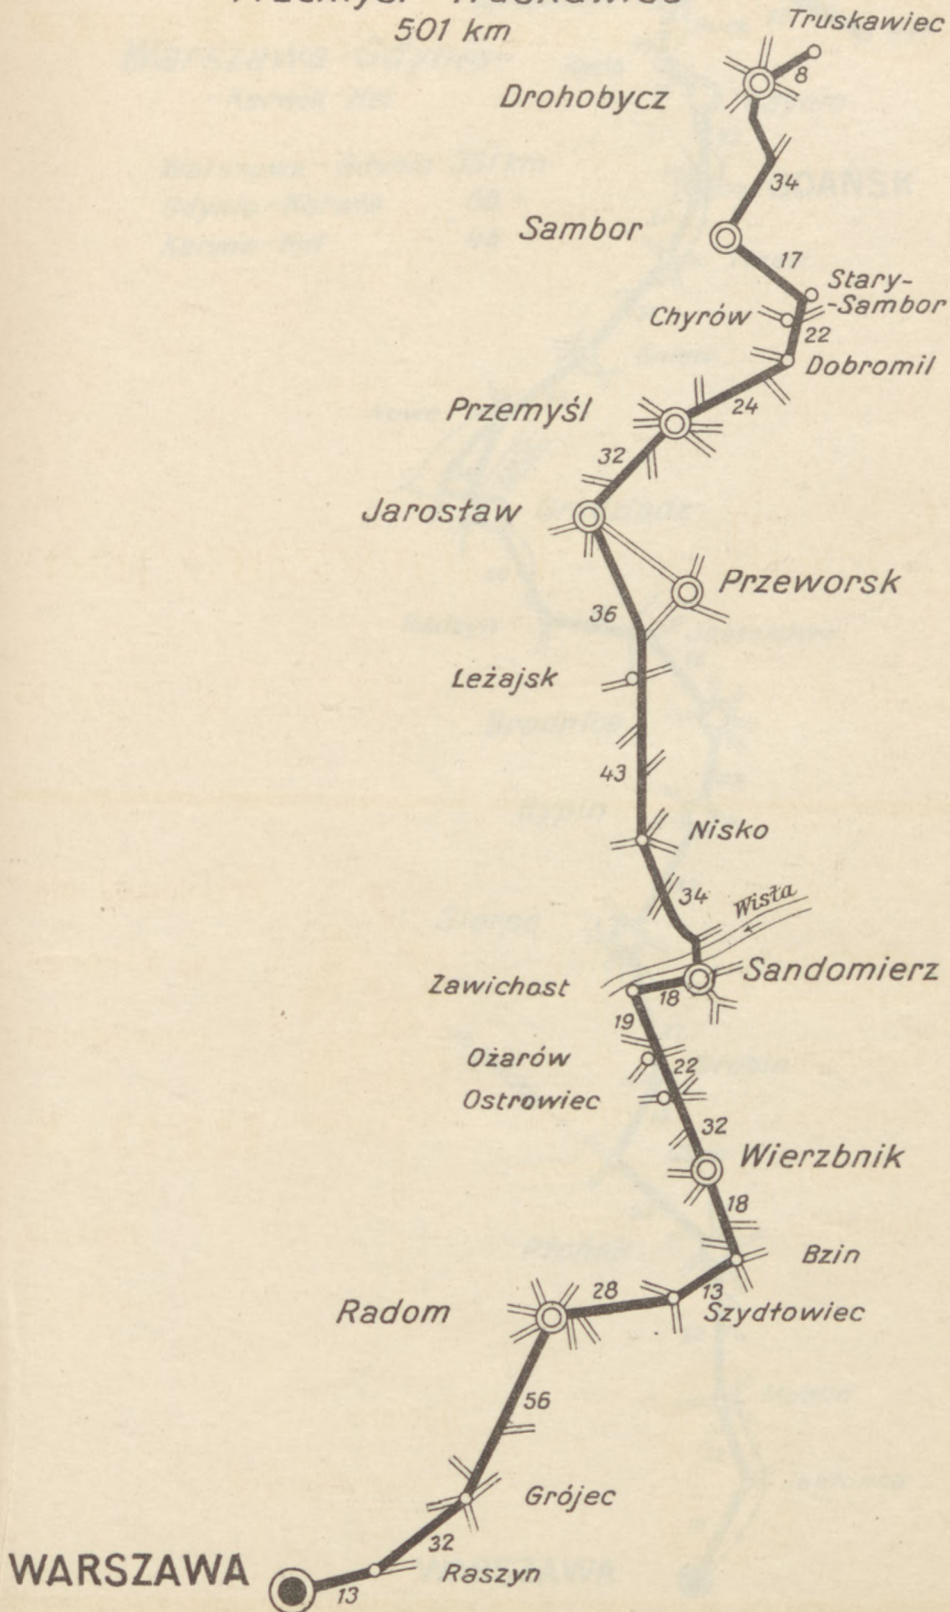 Przemyśl-Truskawiec
501 km
Truskawiec
8
Drohobycz
34
Sambor
17
Stary-
-Sambor
Chyrów
22
Dobromil
Przemyśl
24
32
Jarosław
Przeworsk
36
Leżajsk
43
Nisko
34
Wisła
Sandomierz
Zawichost
18
19
Ożarów
22
Ostrowiec
32
Wierzbnik
18
Bzin
28
13
Radom
Szydłowiec
56
Grójec
32
WARSZAWA
Raszyn
13